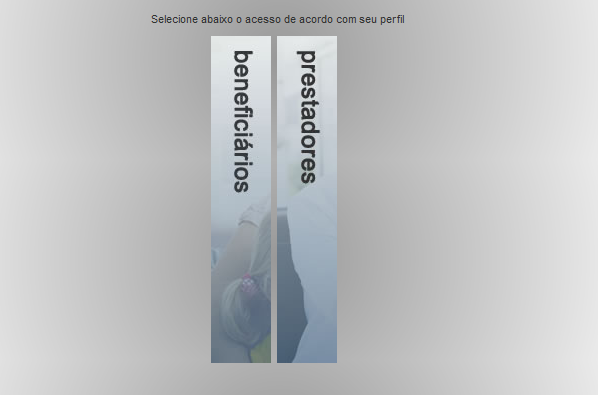 Selecione abaixo o acesso de acordo com seu perfil
beneficiários
prestadores